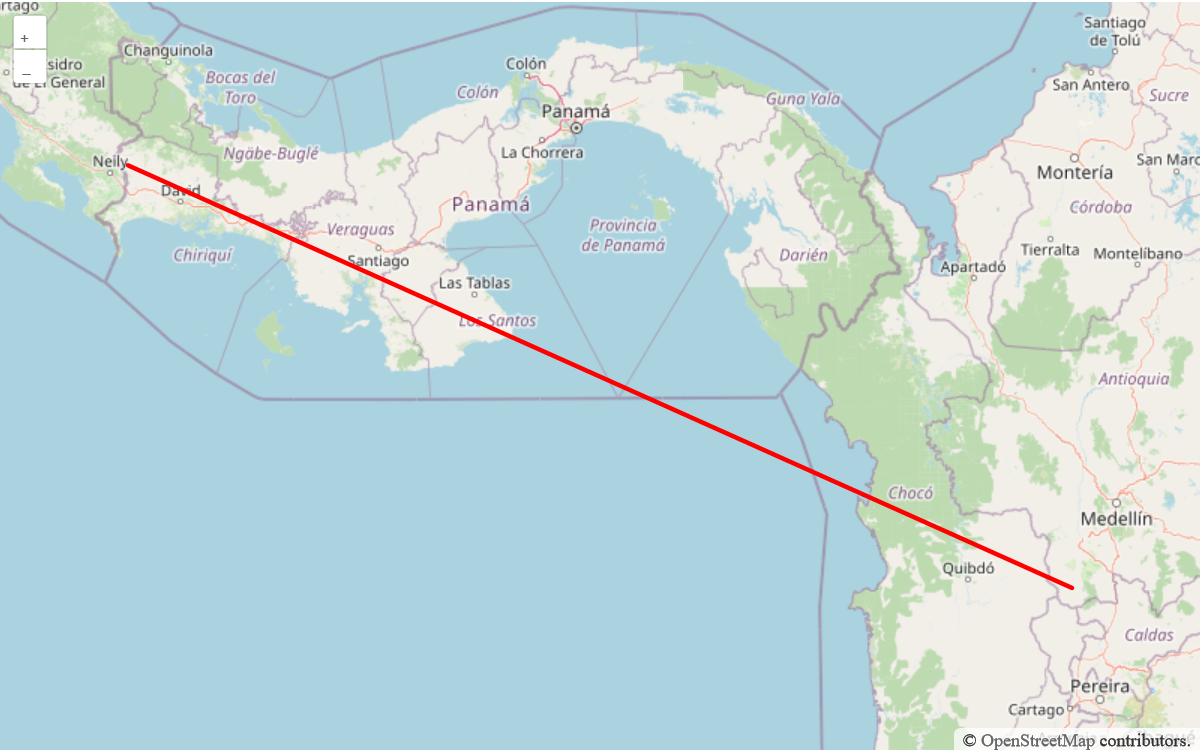 rtago
+
−
Isidro
de El General
Changuinola
Bocas del
Toro
Colón
Colón
Panamá
La Chorrera
Guna Yala
Santiago
de Tolú
San Antero
Sucre
Neily
David
Ngäbe-Buglé
Panamá
Montería
San Marc
Córdoba
Chiriquí
Veraguas
Santiago
Provincia
de Panamá
Darién
Tierralta
Montelíbano
Apartadó
Las Tablas
Los Santos
Antioquia
Chocó
Medellín
Quibdó
Caldas
Pereira
Cartago
© OpenStreetMap contributors.